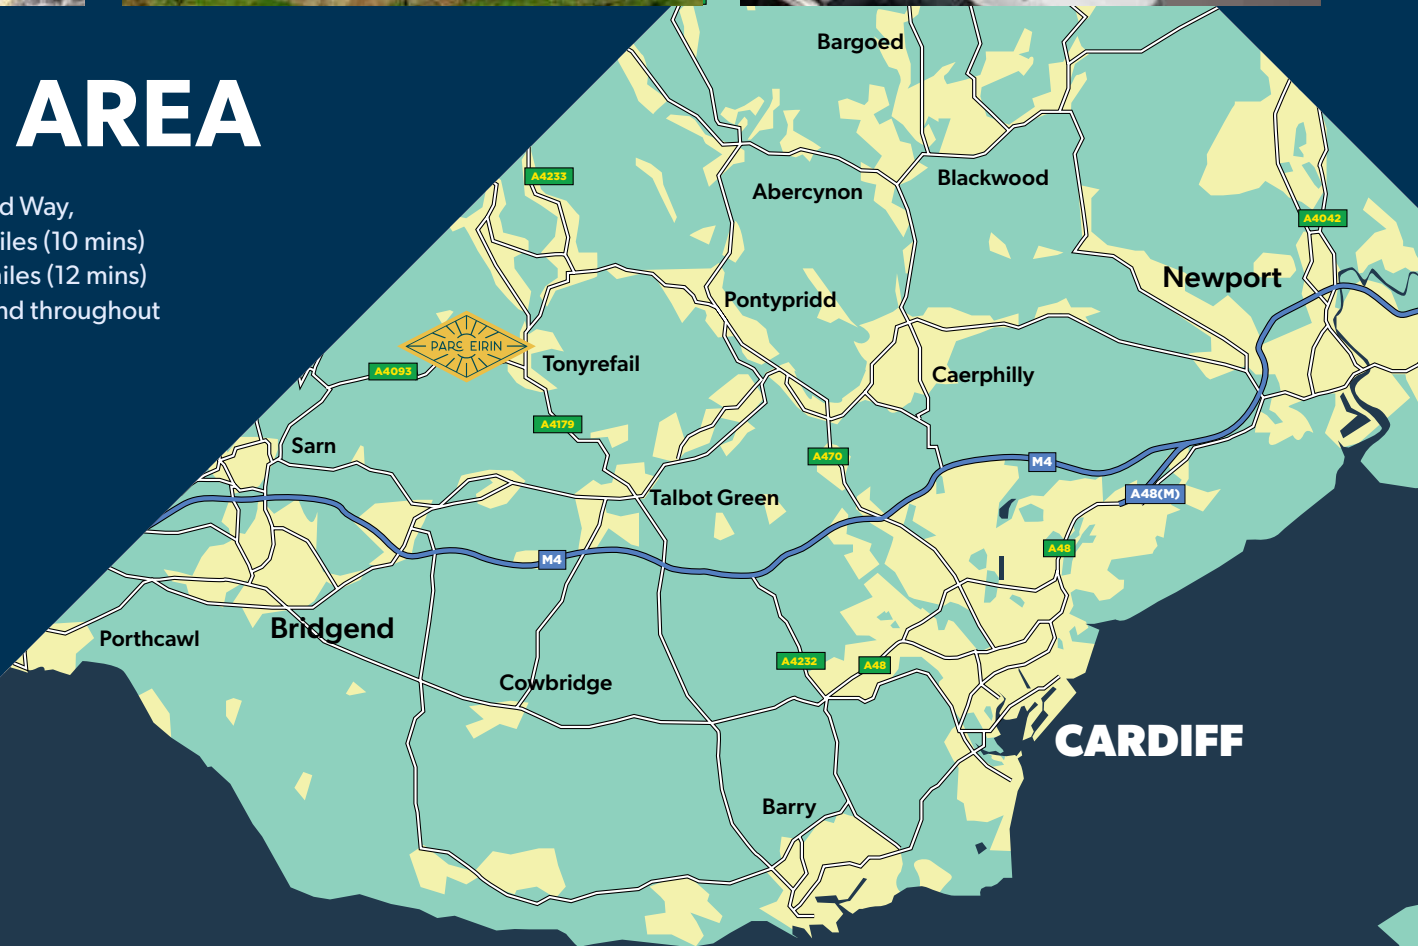 AREA
d Way,
iles (10 mins)
iles (12 mins)
nd throughout
Bargoed
A4233
Abercynon
Blackwood
A4042
Newport
Pontypridd
PARC EIRIN
Tonyrefail
A4093
Caerphilly
A4179
Sarn
A470
M4
Talbot Green
A48(M)
A48
M4
Bridgend
Porthcawl
A4232
A48
Cowbridge
CARDIFF
Barry